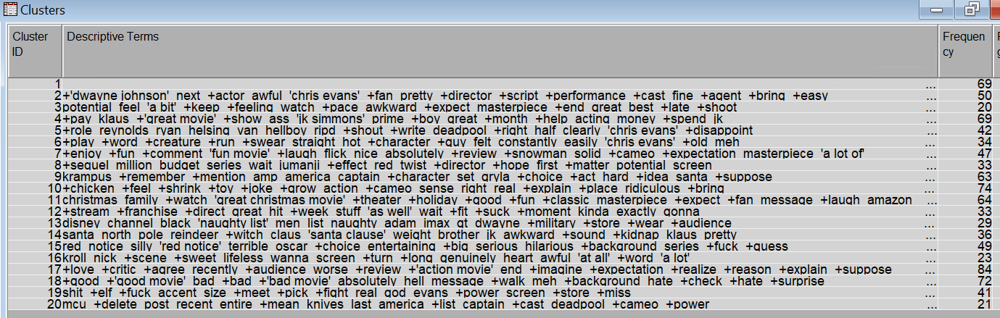 Clusters
Cluster ID Descriptive Terms Frequen cy
1 ... 69
2 +'dwayne johnson' next +actor awful 'chris evans' +fan pretty +director +script +performance +cast fine +agent +bring +easy ... 50
3 potential feel 'a bit' +keep +feeling watch +pace awkward +expect masterpiece +end great best +late +shoot ... 20
4 +pay klaus +'great movie' +show ass 'jk simmons' prime +boy great +month +help acting money +spend jk ... 69
5 +role reynolds ryan helsing van hellboy ripd +shout +write deadpool +right half clearly 'chris evans' +disappoint ... 42
6 +play +word +creature +run +swear straight hot +character +guy felt constantly easily 'chris evans' +old meh ... 34
7 +enjoy +fun +comment 'fun movie' +laugh flick nice absolutely +review +snowman solid +cameo +expectation masterpiece 'a lot of' ... 47
8 +sequel million budget series wait jumanji +effect red twist +director +hope first +matter potential screen ... 33
9 krampus +remember +mention amp america captain +character set gryla +choice +act hard +idea santa +suppose ... 63
10 +chicken +feel +shrink +toy +joke +grow action +cameo sense right real +explain +place ridiculous +bring ... 74
11 christmas family +watch 'great christmas movie' +theater +holiday +good +fun +classic masterpiece +expect +fan message +laugh amazon ... 64
12 +stream +franchise +direct great hit +week stuff 'as well' wait +fit +suck +moment kinda exactly gonna ... 33
13 disney channel black 'naughty list' men list naughty adam imax gt dwayne +military +store +wear +audience ... 29
14 santa north pole reindeer +witch claus 'santa clause' weight brother jk awkward +sound +kidnap klaus pretty ... 36
15 red notice silly 'red notice' terrible oscar +choice entertaining +big serious hilarious +background series +fuck +guess ... 49
16 kroll nick +scene +sweet lifeless wanna screen +turn +long genuinely heart awful 'at all' +word 'a lot' ... 23
17 +love +critic +agree recently +audience worse +review +'action movie' end +imagine +expectation +realize +reason +explain +suppose ... 84
18 +good +'good movie' bad +bad +'bad movie' absolutely hell message +walk meh +background hate +check +hate +surprise ... 72
19 shit +elf +fuck accent size +meet +pick +fight real god evans +power screen +store +miss ... 41
20 mcu +delete post recent entire +mean knives last america +list captain +cast deadpool +cameo +power ... 21